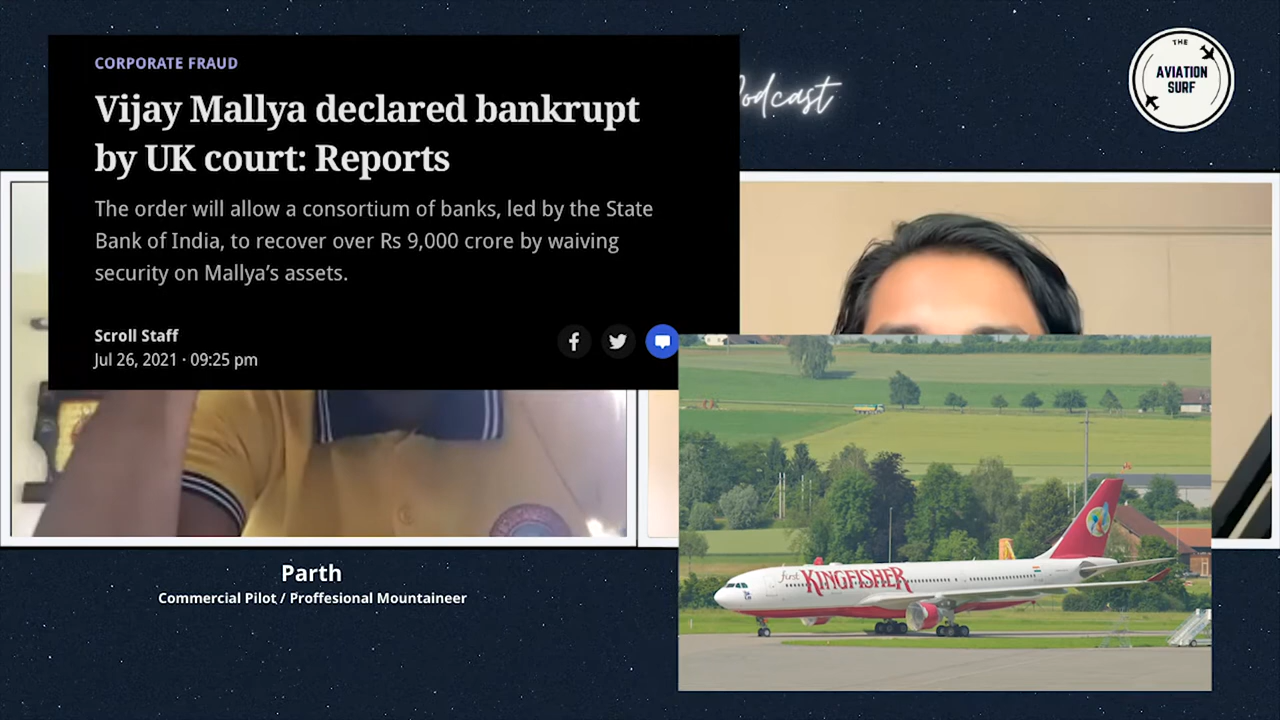 CORPORATE FRAUD
Vijay Mallya declared bankrupt
by UK court: Reports
The order will allow a consortium of banks, led by the State
Bank of India, to recover over Rs 9,000 crore by waiving
security on Mallya’s assets.
Scroll Staff
Jul 26, 2021 · 09:25 pm
Podcast
THE
AVIATION
SURF
first KINGFISHER
Parth
Commercial Pilot / Proffesional Mountaineer